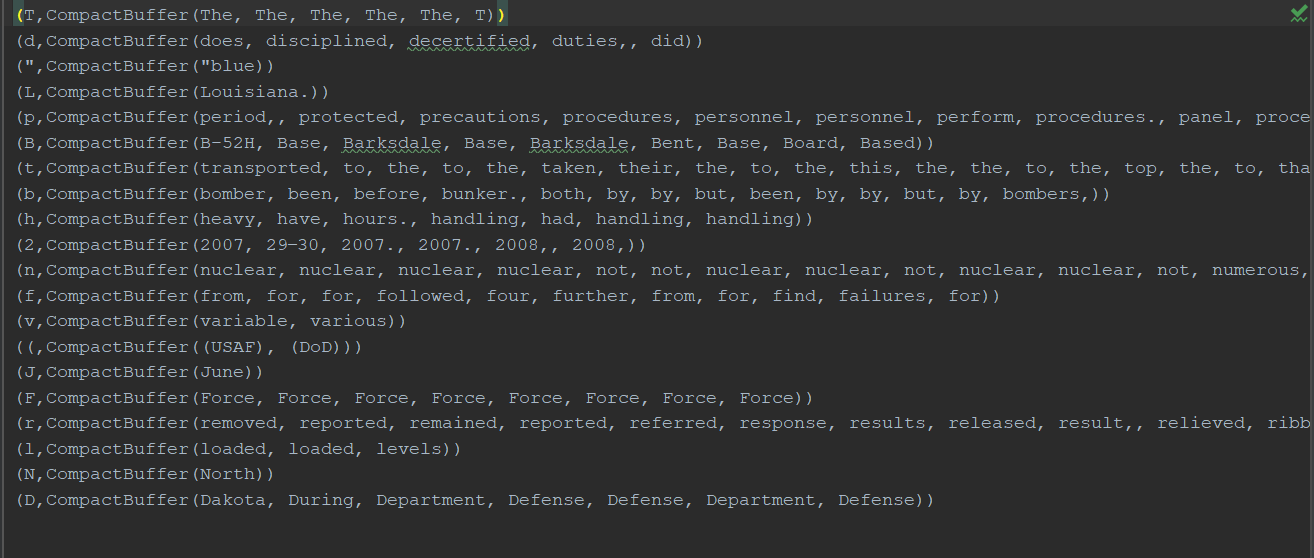 (T,CompactBuffer(The, The, The, The, The, T))
(d,CompactBuffer(does, disciplined, decertified, duties,, did))
(",CompactBuffer("blue))
(L,CompactBuffer(Louisiana.))
(p,CompactBuffer(period,, protected, precautions, procedures, personnel, personnel, perform, procedures., panel, proce
(B,CompactBuffer(B-52H, Base, Barksdale, Base, Barksdale, Bent, Base, Board, Based))
(t,CompactBuffer(transported, to, the, to, the, taken, their, the, to, the, this, the, the, to, the, top, the, to, tha
(b,CompactBuffer(bomber, been, before, bunker., both, by, by, but, been, by, by, but, by, bombers,))
(h,CompactBuffer(heavy, have, hours., handling, had, handling, handling))
(2,CompactBuffer(2007, 29–30, 2007., 2007., 2008,, 2008,))
(n,CompactBuffer(nuclear, nuclear, nuclear, nuclear, not, not, nuclear, nuclear, not, nuclear, nuclear, not, numerous,
(f,CompactBuffer(from, for, for, followed, four, further, from, for, find, failures, for))
(v,CompactBuffer(variable, various))
((,CompactBuffer((USAF), (DoD)))
(J,CompactBuffer(June))
(F,CompactBuffer(Force, Force, Force, Force, Force, Force, Force, Force))
(r,CompactBuffer(removed, reported, remained, reported, referred, response, results, released, result,, relieved, ribb
(l,CompactBuffer(loaded, loaded, levels))
(N,CompactBuffer(North))
(D,CompactBuffer(Dakota, During, Department, Defense, Defense, Department, Defense))